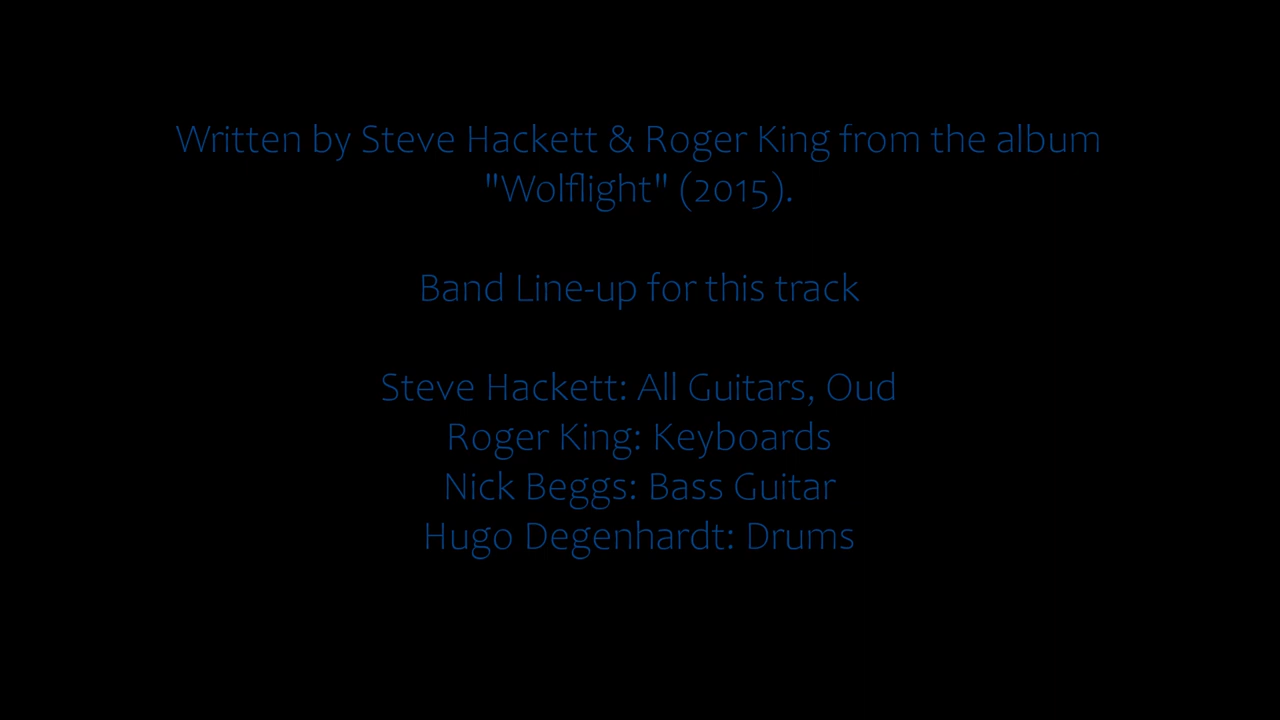 Written by Steve Hackett & Roger King from the album
"Wolflight" (2015).
Band Line-up for this track
Steve Hackett: All Guitars, Oud
Roger King: Keyboards
Nick Beggs: Bass Guitar
Hugo Degenhardt: Drums